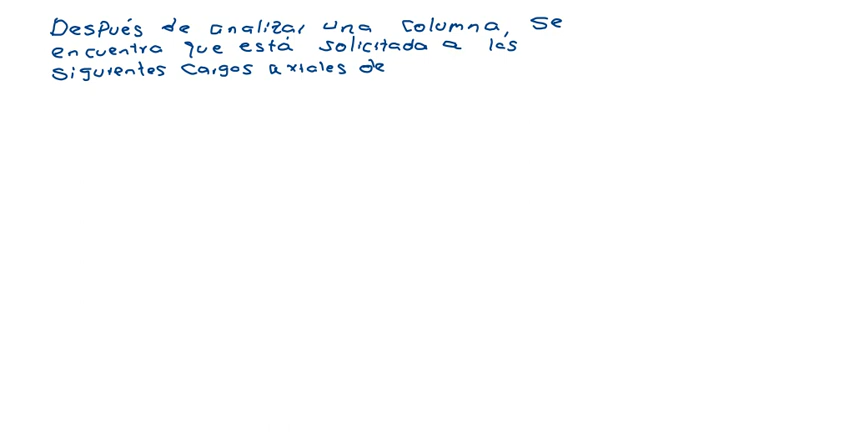 Después de analizar una columna, se
encuentra que está solicitada a las
siguientes cargas axiales de